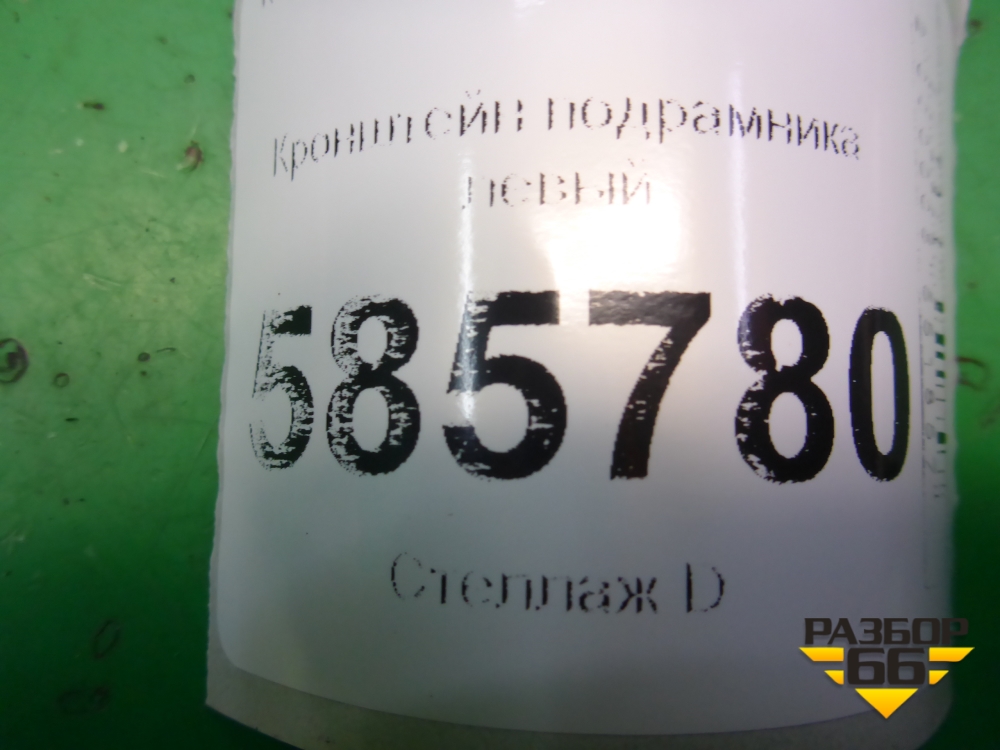 Кронштейн подрамника
левый
585780
Стеллаж D
РАЗБОР
66